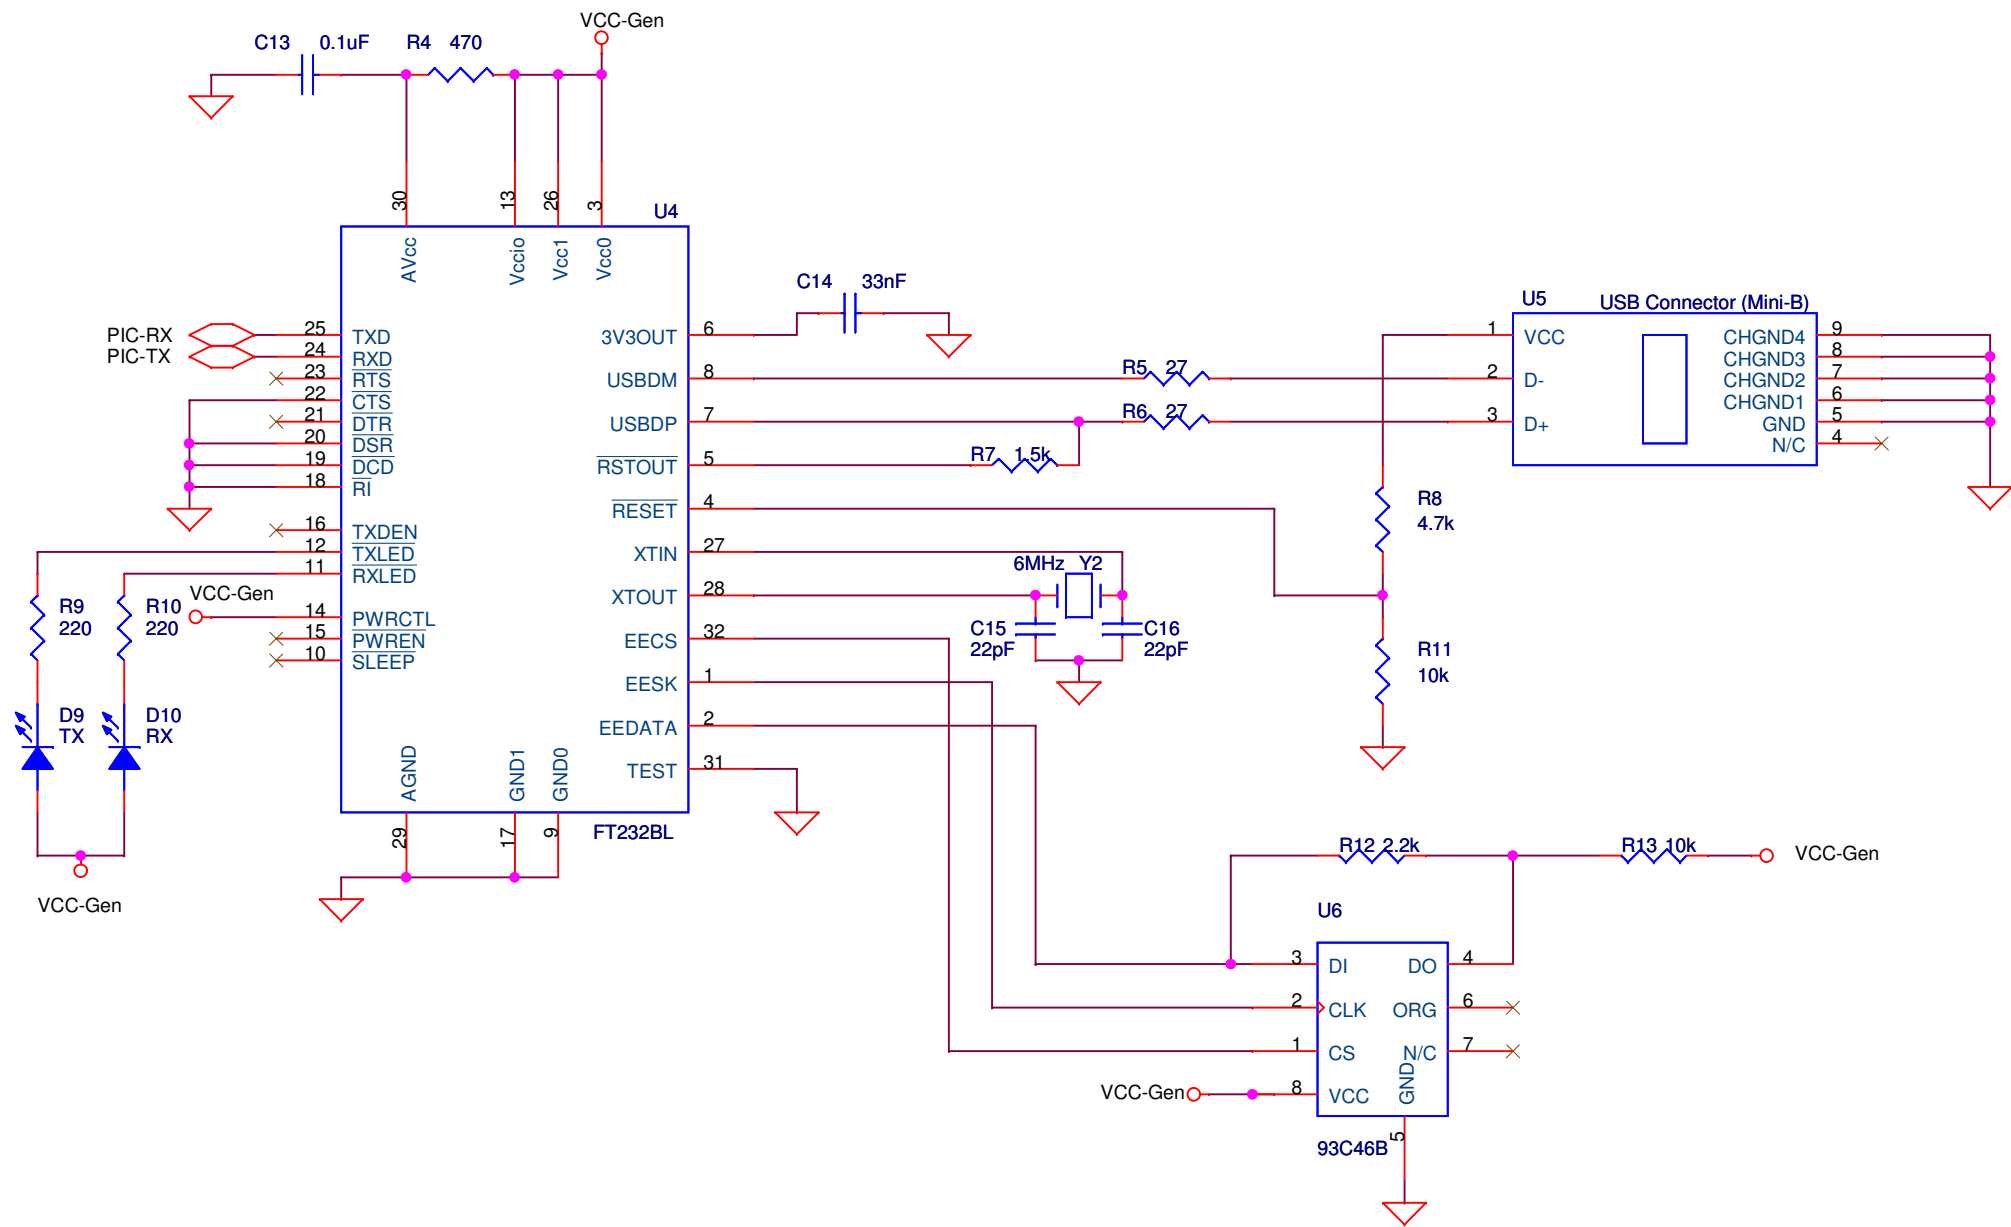 VCC-Gen
C13 0.1uF R4 470
30 13 26 3
U4
AVcc Vccio Vcc1 Vcc0
C14 33nF
U5 USB Connector (Mini-B)
PIC-RX 25 TXD
PIC-TX 24 RXD
23 RTS
22 CTS
21 DTR
20 DSR
19 DCD
18 RI
16 TXDEN
12 TXLED
11 RXLED
VCC-Gen
14 PWRCTL
15 PWREN
10 SLEEP
R9
220
R10
220
D9
TX
D10
RX
VCC-Gen
AGND GND1 GND0
29 17 9
FT232BL
3V3OUT 6
USBDM 8
USBDP 7
RSTOUT 5
RESET 4
XTIN 27
XTOUT 28
EECS 32
EESK 1
EEDATA 2
TEST 31
R5 27
R6 27
R7 1.5k
6MHz Y2
C15
22pF
C16
22pF
1 VCC
2 D-
3 D+
CHGND4 9
CHGND3 8
CHGND2 7
CHGND1 6
GND 5
N/C 4
R8
4.7k
R11
10k
R12 2.2k R13 10k VCC-Gen
U6
3 DI DO 4
2 CLK ORG 6
1 CS N/C 7
VCC-Gen 8 VCC GND
5
93C46B